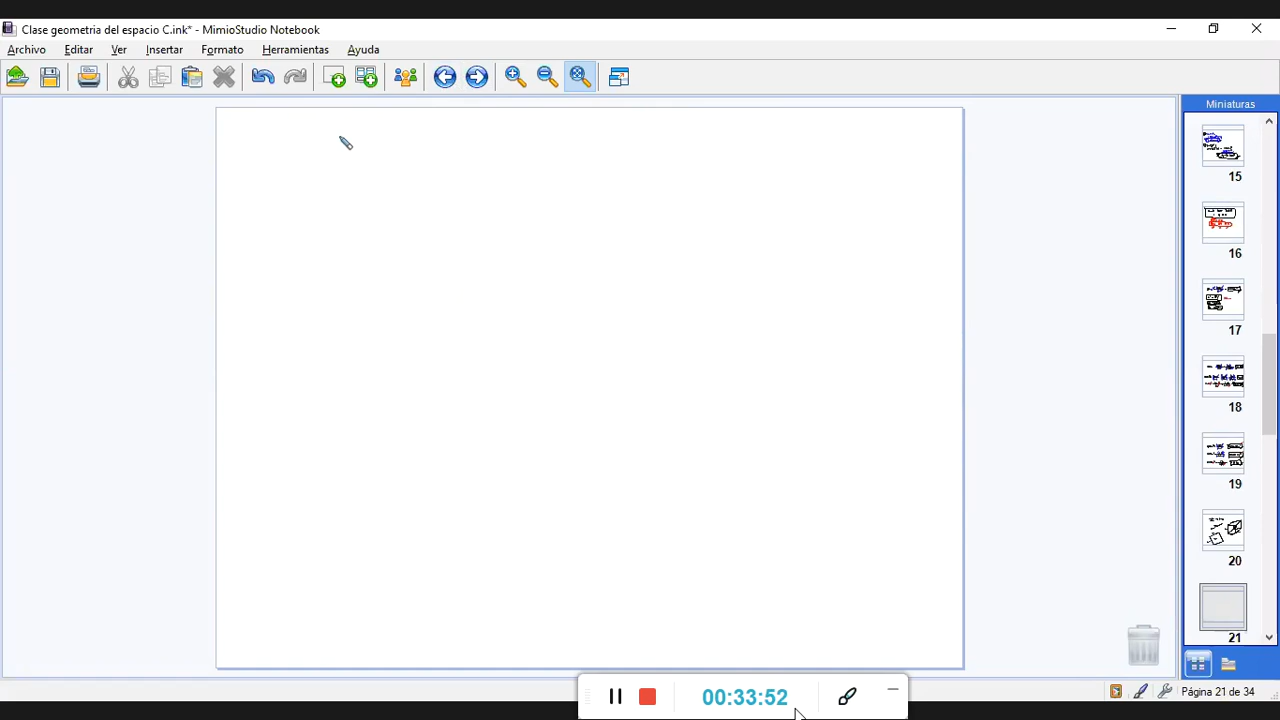 Clase geometria del espacio C.ink* - MimioStudio Notebook
Archivo Editar Ver Insertar Formato Herramientas Ayuda
Miniaturas
15
16
17
18
19
20
21
00:33:52
Página 21 de 34